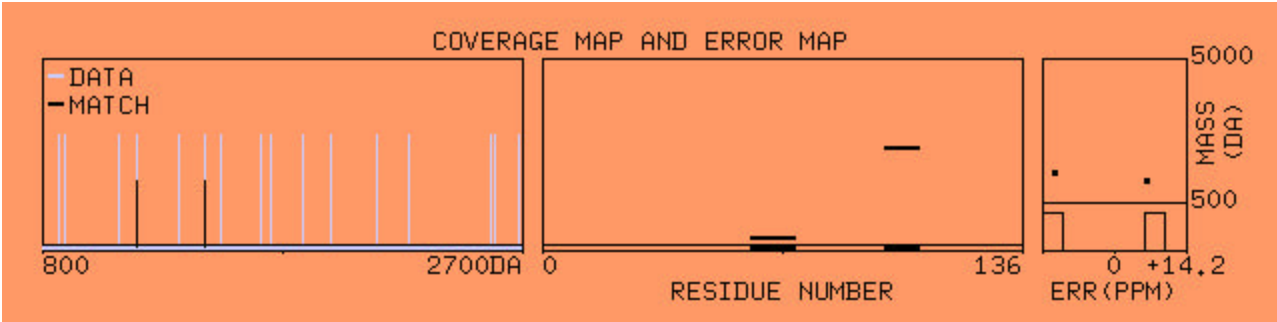 COVERAGE MAP AND ERROR MAP
DATA
MATCH
800
2700DA
0
136
RESIDUE NUMBER
5000
MASS
(DA)
500
0
+14.2
ERR(PPM)